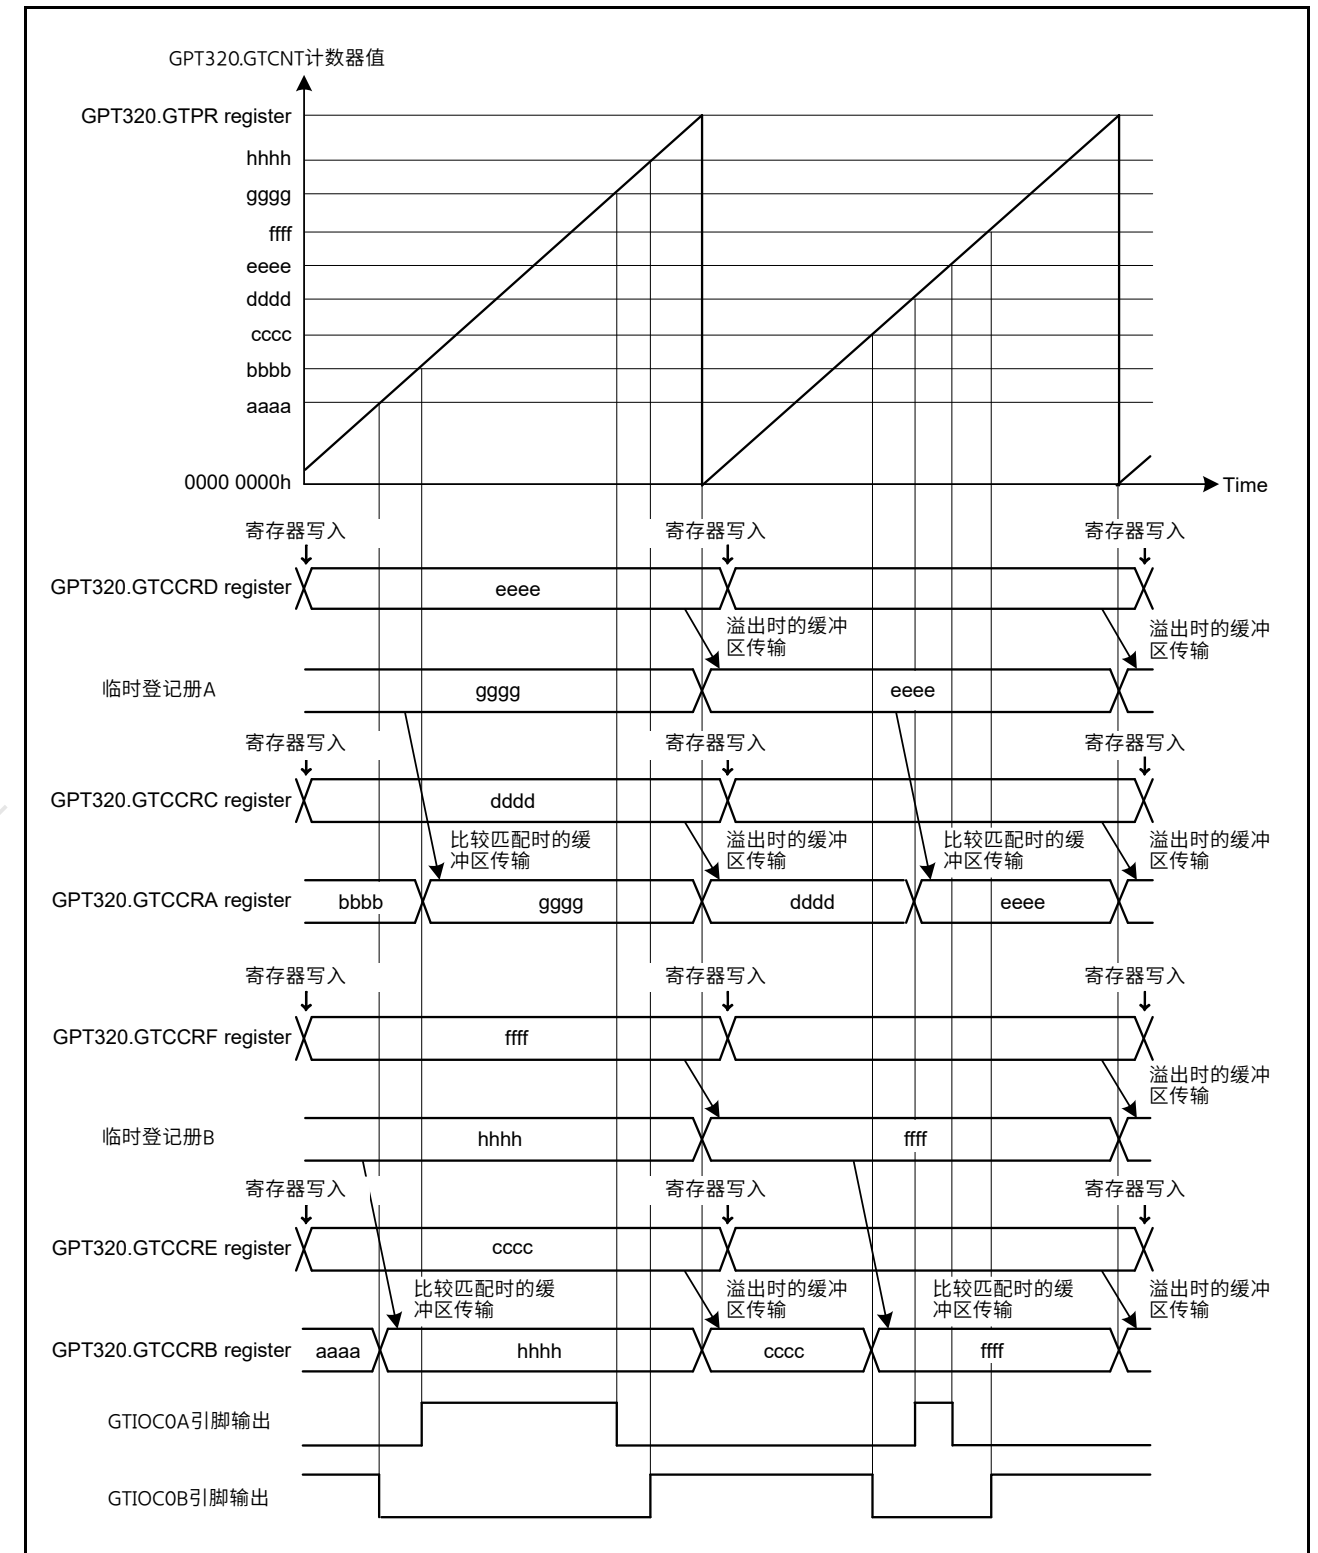 GPT320.GTCNT计数器值
GPT320.GTPR register
hhhh
gggg
ffff
eeee
dddd
cccc
bbbb
aaaa
0000 0000h
Time
寄存器写入 寄存器写入 寄存器写入
GPT320.GTCCRD register eeee
溢出时的缓冲 溢出时的缓冲
区传输 区传输
临时登记册A gggg eeee
寄存器写入 寄存器写入 寄存器写入
GPT320.GTCCRC register dddd
比较匹配时的缓 溢出时的缓冲 比较匹配时的缓 溢出时的缓冲
冲区传输 区传输 冲区传输 区传输
GPT320.GTCCRA register bbbb gggg dddd eeee
寄存器写入 寄存器写入 寄存器写入
GPT320.GTCCRF register ffff
溢出时的缓冲
区传输
临时登记册B hhhh ffff
寄存器写入 寄存器写入 寄存器写入
GPT320.GTCCRE register cccc
比较匹配时的缓 溢出时的缓冲 比较匹配时的缓 溢出时的缓冲
冲区传输 区传输 冲区传输 区传输
GPT320.GTCCRB register aaaa hhhh cccc ffff
GTIOC0A引脚输出
GTIOC0B引脚输出